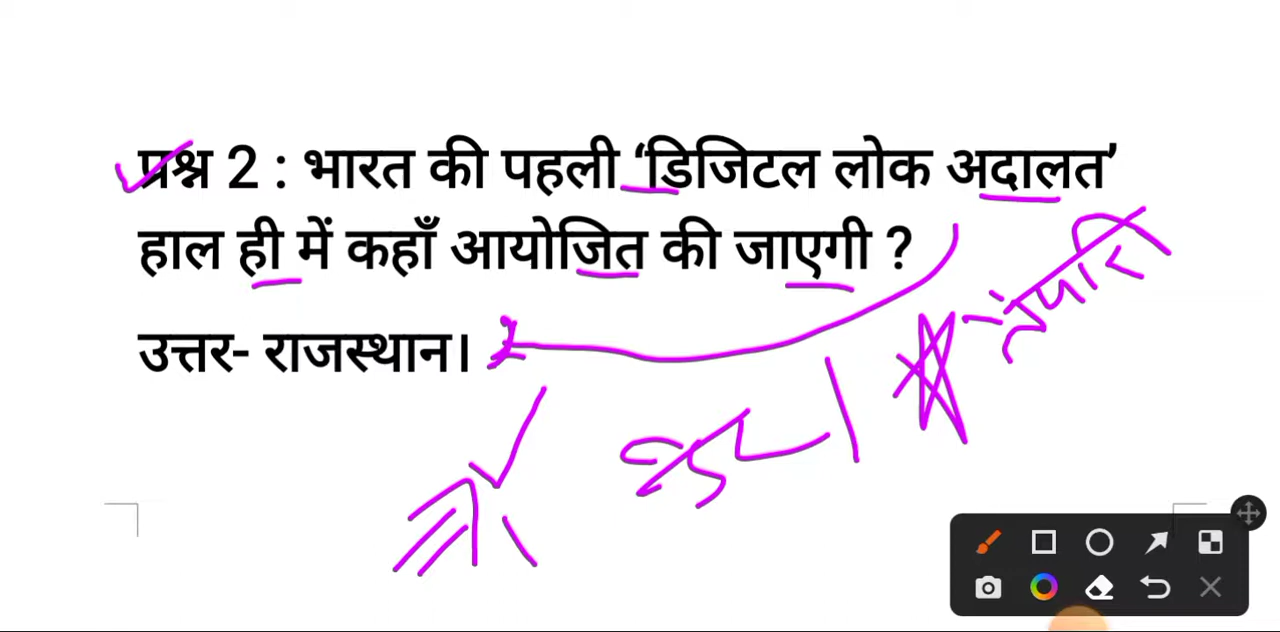 प्रश्न 2 : भारत की पहली ‘डिजिटल लोक अदालत’
हाल ही में कहाँ आयोजित की जाएगी ?
उत्तर- राजस्थान।